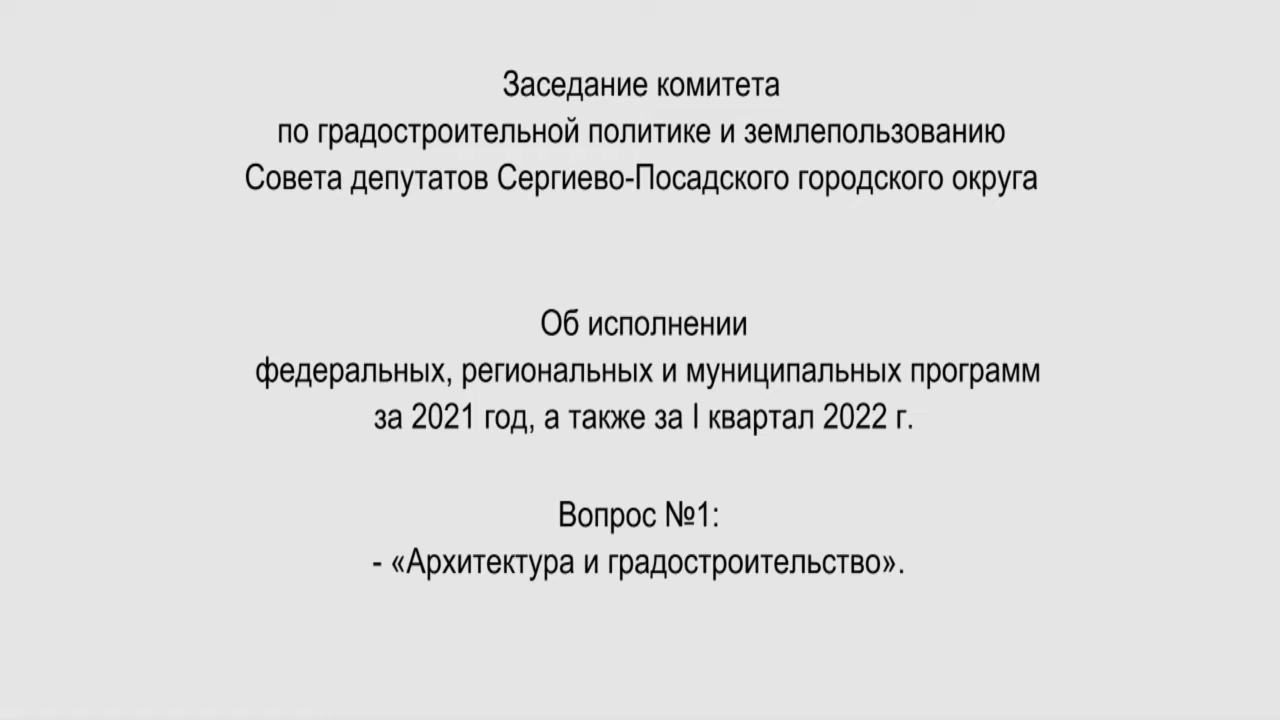 Заседание комитета
по градостроительной политике и землепользованию
Совета депутатов Сергиево-Посадского городского округа
Об исполнении
федеральных, региональных и муниципальных программ
за 2021 год, а также за I квартал 2022 г.
Вопрос №1:
- «Архитектура и градостроительство».